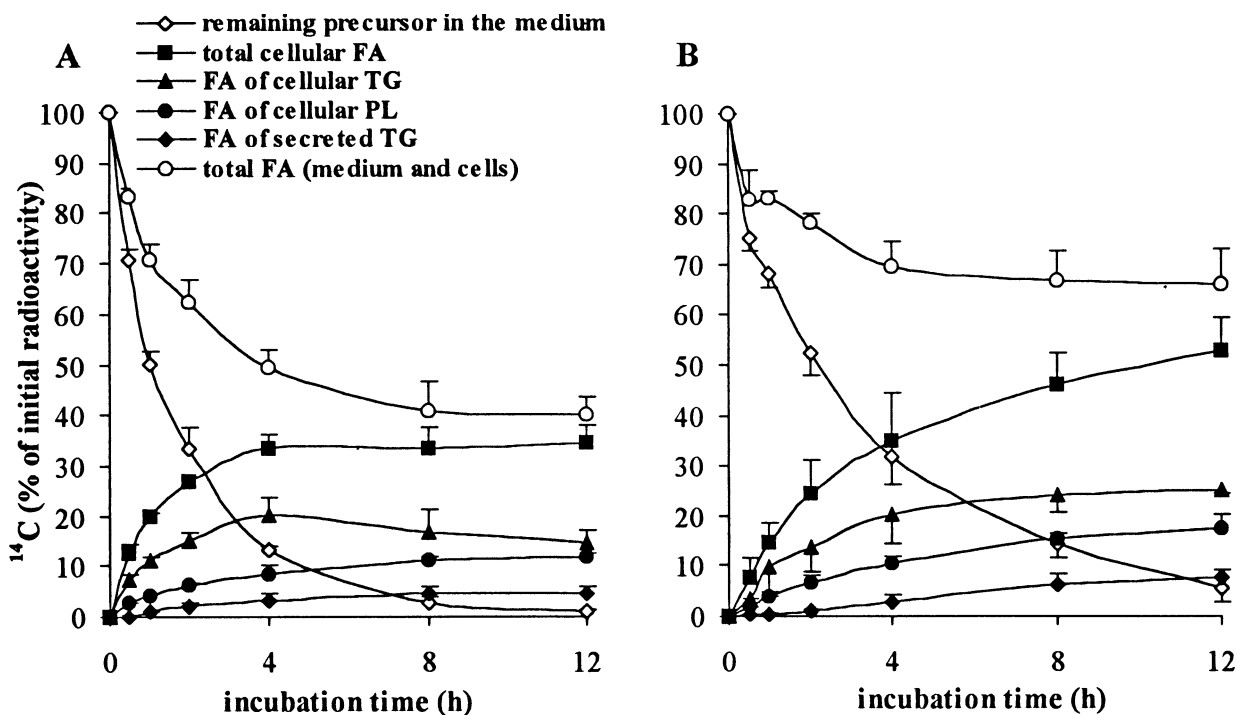 remaining precursor in the medium
total cellular FA
A
FA of cellular TG
B
FA of cellular PL
FA of secreted TG
total FA (medium and cells)
¹⁴C (% of initial radioactivity)
100
90
80
70
60
50
40
30
20
10
0
0 4 8 12
incubation time (h)
100
90
80
70
60
50
40
30
20
10
0
0 4 8 12
incubation time (h)